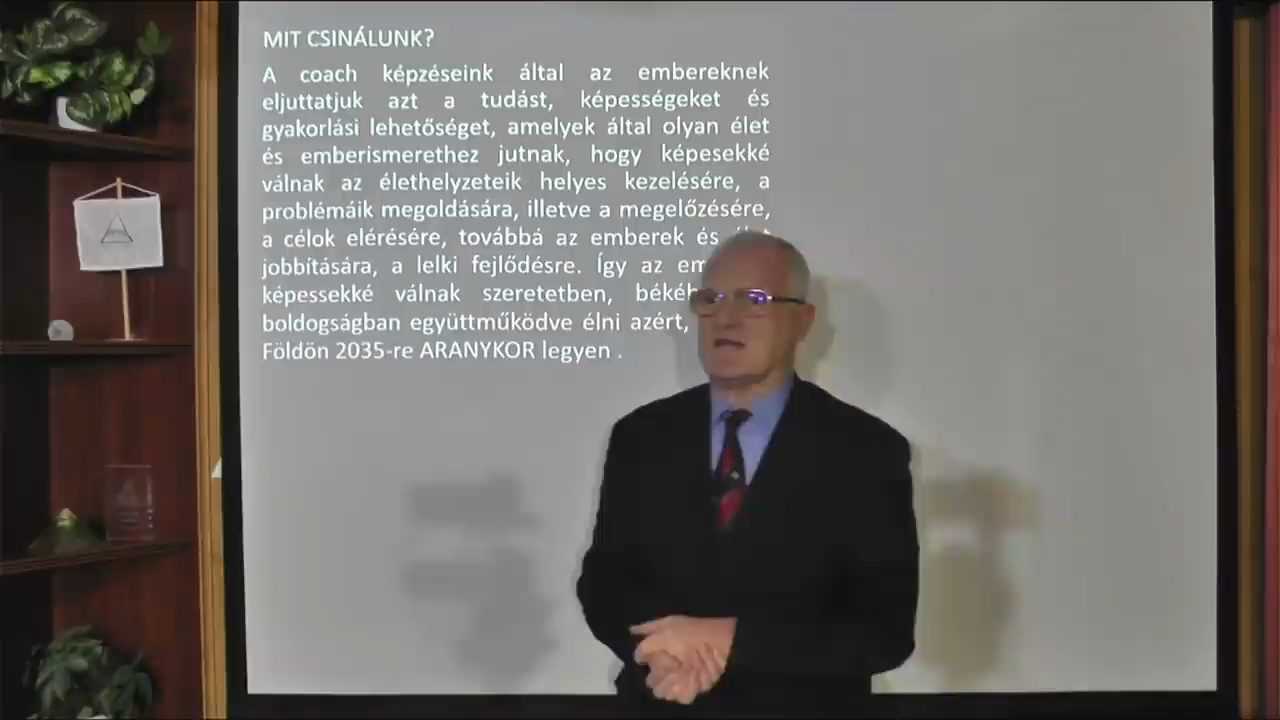 MIT CSINÁLUNK?
A coach képzéseink által az embereknek
eljuttatjuk azt a tudást, képességeket és
gyakorlási lehetőséget, amelyek által olyan élet
és emberismerethez jutnak, hogy képesekké
válnak az élethelyzeteik helyes kezelésére, a
problémáik megoldására, illetve a megelőzésére,
a célok elérésére, továbbá az emberek és
jobbítására, a lelki fejlődésre. Így az
képessekké válnak szeretetben,
boldogságban együttműködve élni azért,
Földön 2035-re ARANYKOR legyen .